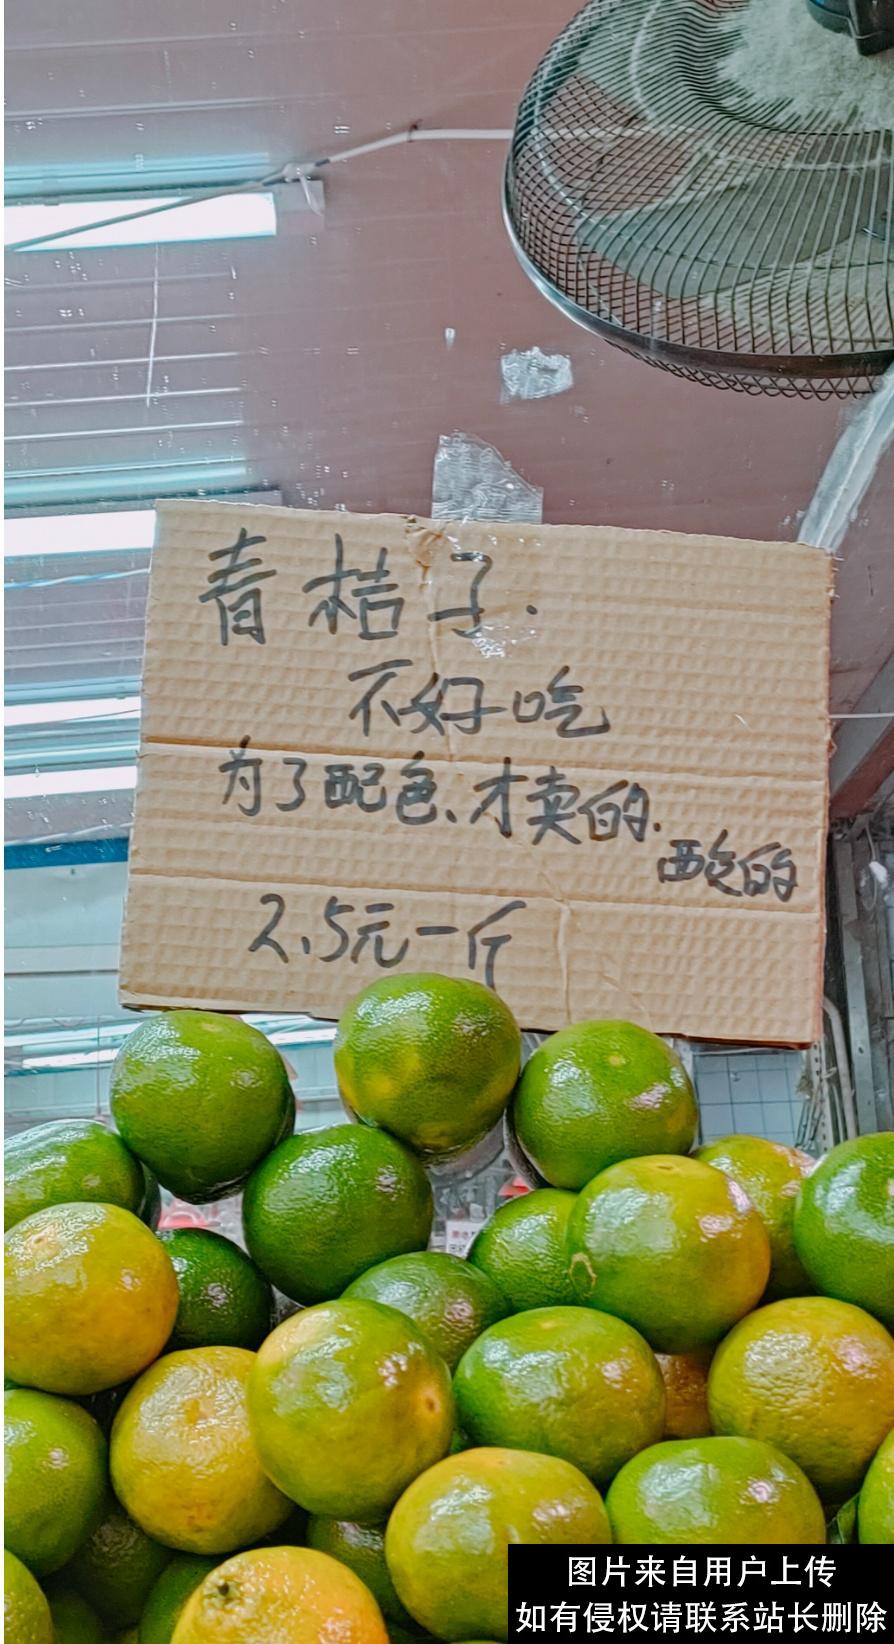 青桔子.
不好吃
为了配色、才卖的.
酸的
2.5元一斤
图片来自用户上传
如有侵权请联系站长删除